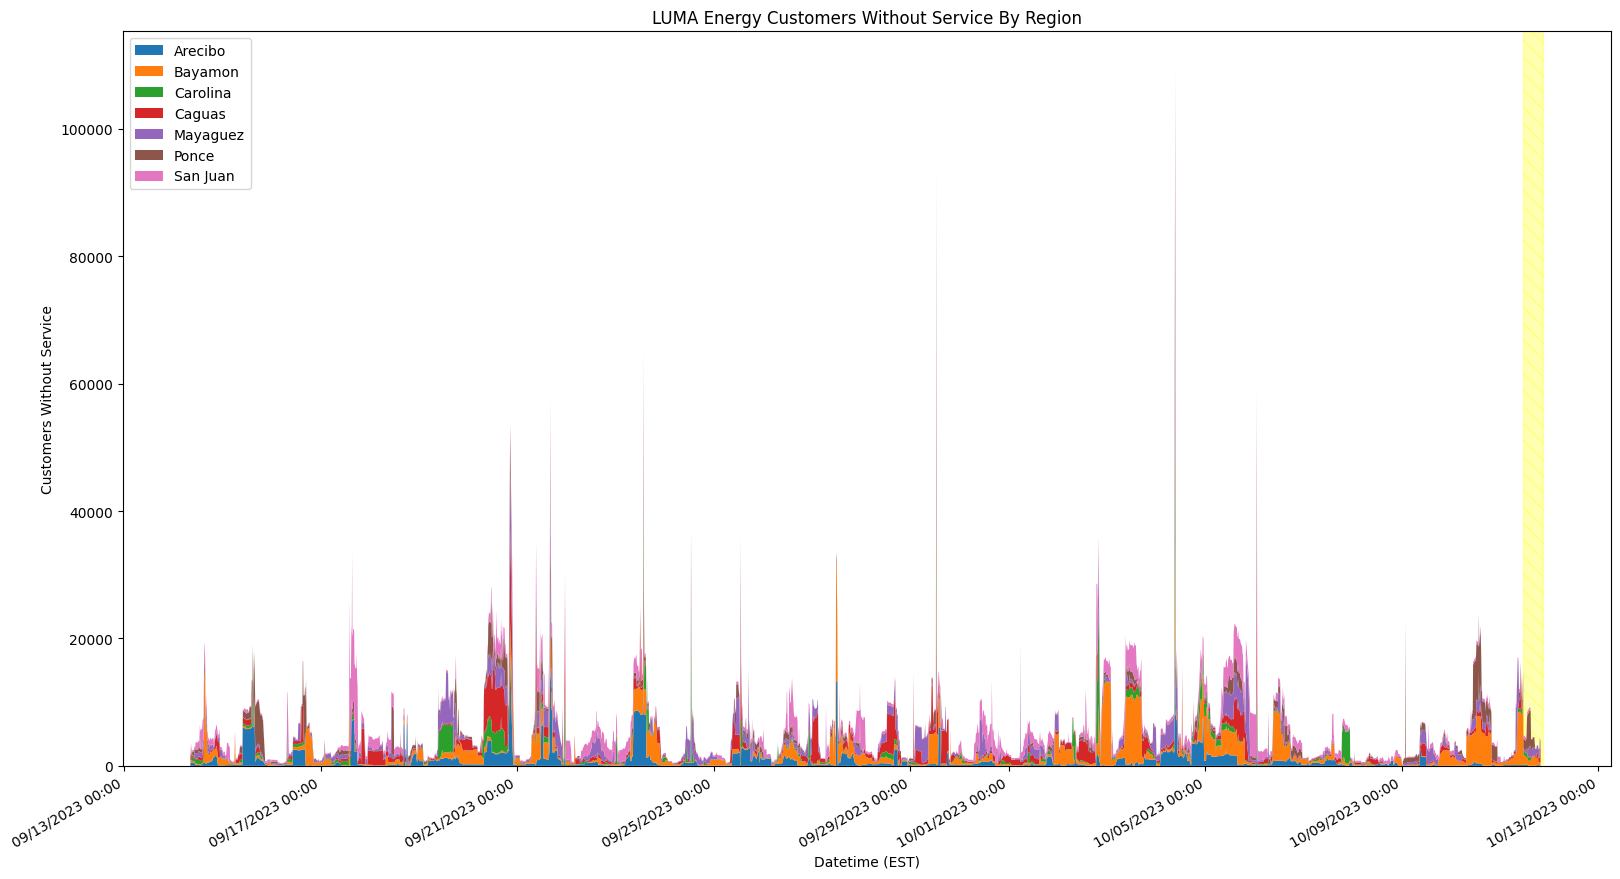 LUMA Energy Customers Without Service By Region
Arecibo
Bayamon
Carolina
Caguas
Mayaguez
Ponce
San Juan
100000
80000
60000
40000
20000
0
Customers Without Service
09/13/2023 00:00
09/17/2023 00:00
09/21/2023 00:00
09/25/2023 00:00
09/29/2023 00:00
10/01/2023 00:00
10/05/2023 00:00
10/09/2023 00:00
10/13/2023 00:00
Datetime (EST)